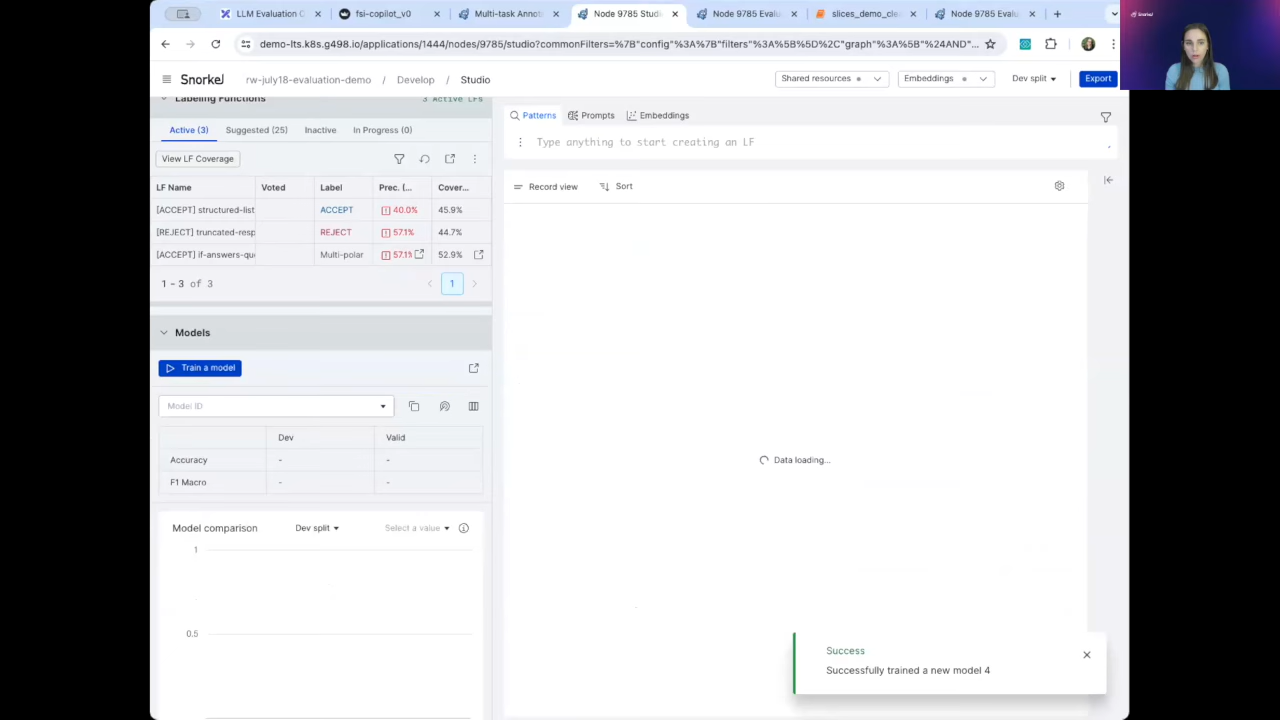 LLM Evaluation C
fsi-copilot_v0
Multi-task Annot
Node 9785 Stud
Node 9785 Evalu
slices_demo_clea
Node 9785 Evalu
demo-lts.k8s.g498.io/applications/1444/nodes/9785/studio?commonFilters=%7B"config"%3A%7B"filters"%3A%5B%5D%2C"graph"%3A%5B"%24AND"...
Snorkel
Snorkel
rw-july18-evaluation-demo / Develop / Studio
Shared resources
Embeddings
Dev split
Export
Labeling Functions
3 Active LFs
Active (3)
Suggested (25)
Inactive
In Progress (0)
View LF Coverage
LF Name Voted Label Prec. (... Cover...
[ACCEPT] structured-list ACCEPT 40.0% 45.9%
[REJECT] truncated-resp REJECT 57.1% 44.7%
[ACCEPT] if-answers-que Multi-polar 57.1% 52.9%
1 – 3 of 3
1
Models
Train a model
Model ID
Dev Valid
Accuracy - -
F1 Macro - -
Model comparison
Dev split
Select a value
1
0.5
Patterns
Prompts
Embeddings
Type anything to start creating an LF
Record view
Sort
Data loading...
Success
Successfully trained a new model 4